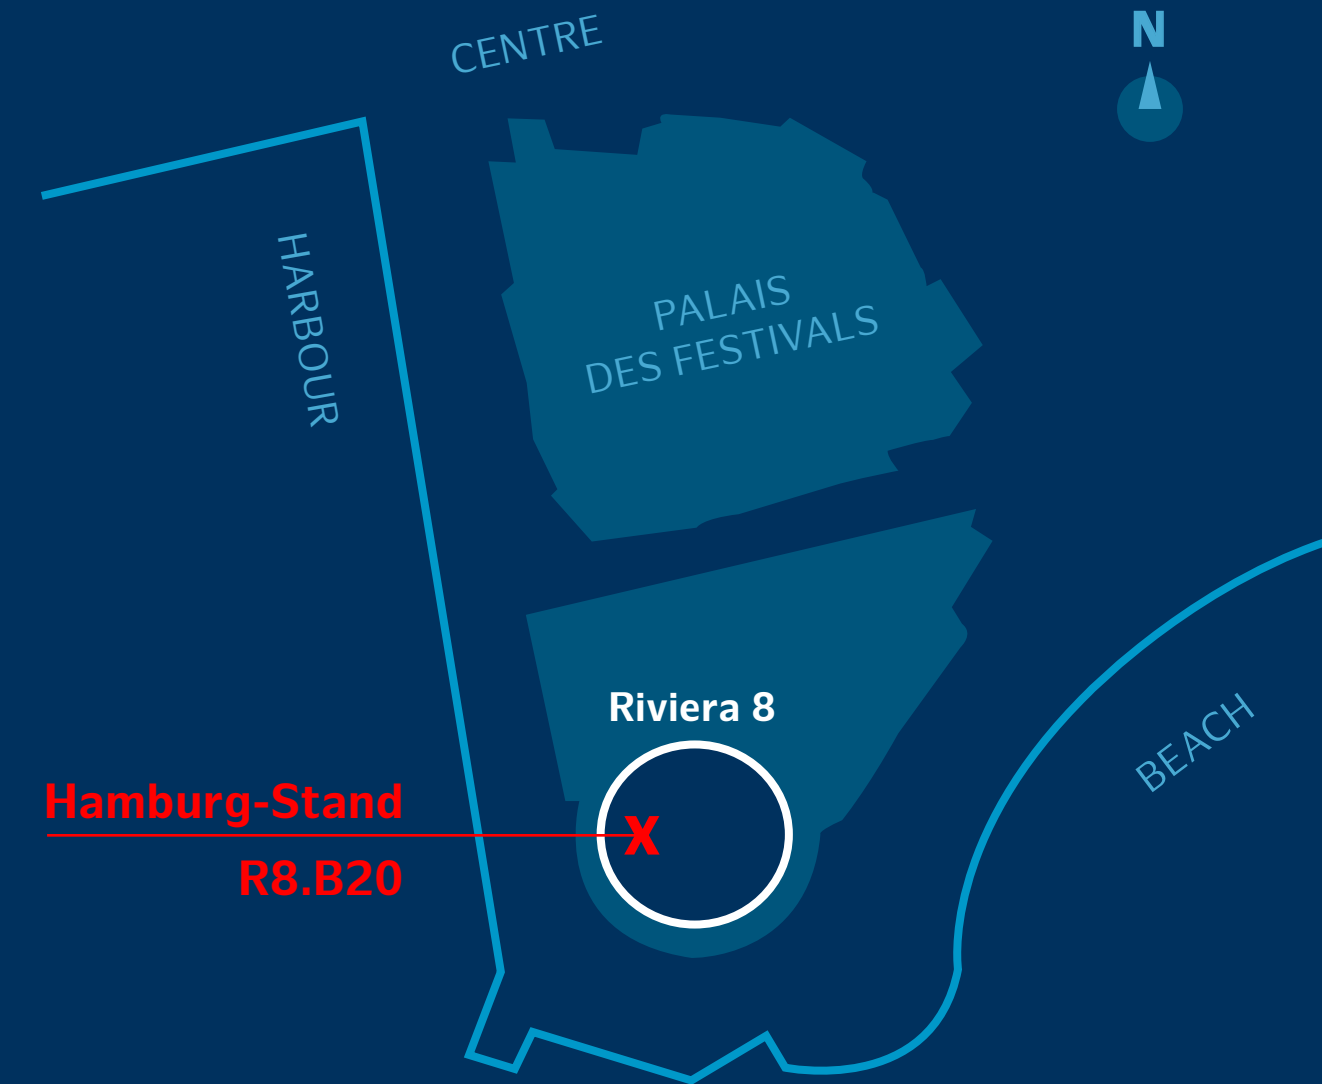 CENTRE
N
HARBOUR
PALAIS
DES FESTIVALS
Riviera 8
BEACH
Hamburg-Stand
X
R8.B20